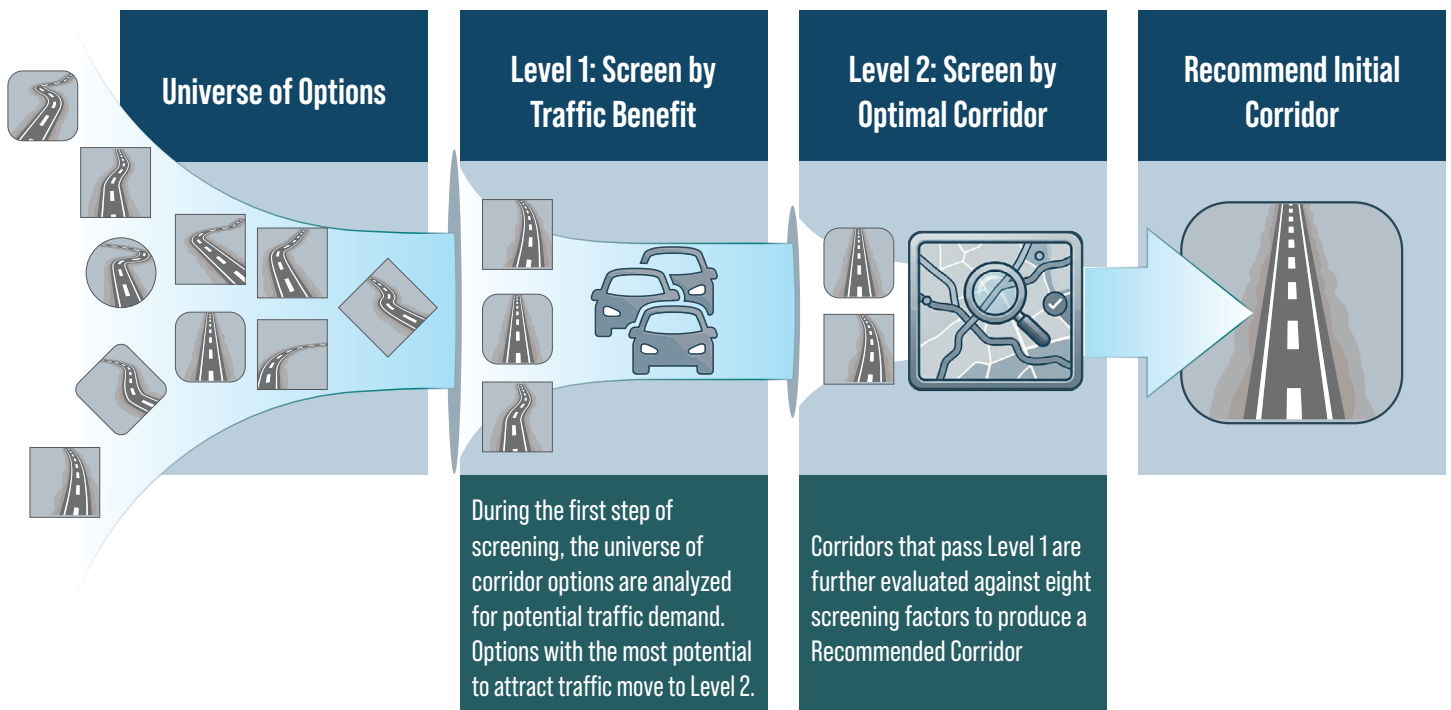 Universe of Options
Level 1: Screen by
Traffic Benefit
Level 2: Screen by
Optimal Corridor
Recommend Initial
Corridor
During the first step of
screening, the universe of
corridor options are analyzed
for potential traffic demand.
Options with the most potential
to attract traffic move to Level 2.
Corridors that pass Level 1 are
further evaluated against eight
screening factors to produce a
Recommended Corridor